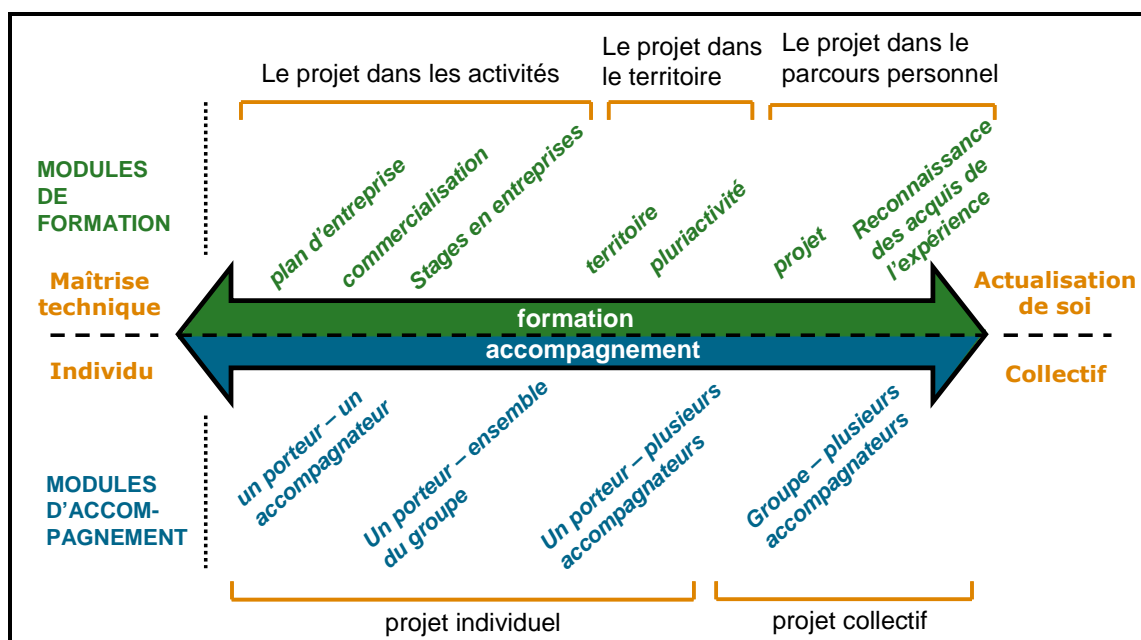 Le projet dans les activités
Le projet dans
le territoire
Le projet dans le
parcours personnel
MODULES
DE
FORMATION
plan d'entreprise
commercialisation
Stages en entreprises
territoire
pluriactivité
projet
Reconnaissance
des acquis de
l'expérience
Maîtrise
technique
Actualisation
de soi
formation
accompagnement
Individu
Collectif
MODULES
D'ACCOM-
PAGNEMENT
un porteur – un
accompagnateur
Un porteur – ensemble
du groupe
Un porteur – plusieurs
accompagnateurs
Groupe – plusieurs
accompagnateurs
projet individuel
projet collectif